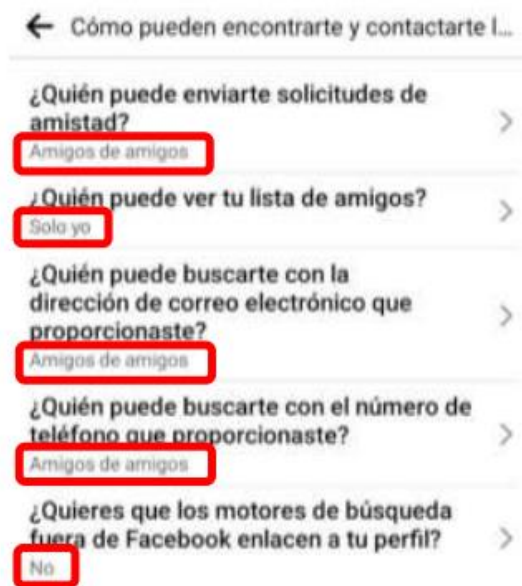 Cómo pueden encontrarte y contactarte l...
¿Quién puede enviarte solicitudes de
amistad?
Amigos de amigos
¿Quién puede ver tu lista de amigos?
Solo yo
¿Quién puede buscarte con la
dirección de correo electrónico que
proporcionaste?
Amigos de amigos
¿Quién puede buscarte con el número de
teléfono que proporcionaste?
Amigos de amigos
¿Quieres que los motores de búsqueda
fuera de Facebook enlacen a tu perfil?
No